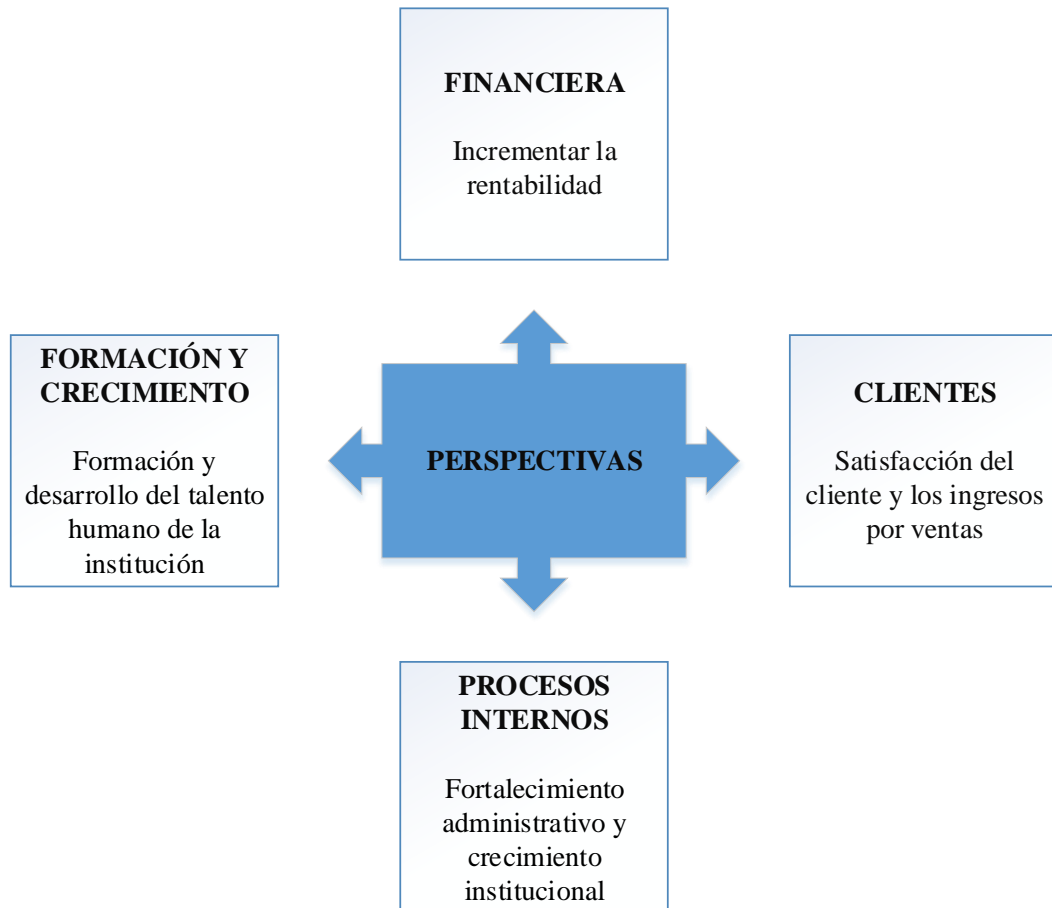 FINANCIERA
Incrementar la
rentabilidad
FORMACIÓN Y
CRECIMIENTO
Formación y
desarrollo del talento
humano de la
institución
PERSPECTIVAS
CLIENTES
Satisfacción del
cliente y los ingresos
por ventas
PROCESOS
INTERNOS
Fortalecimiento
administrativo y
crecimiento
institucional